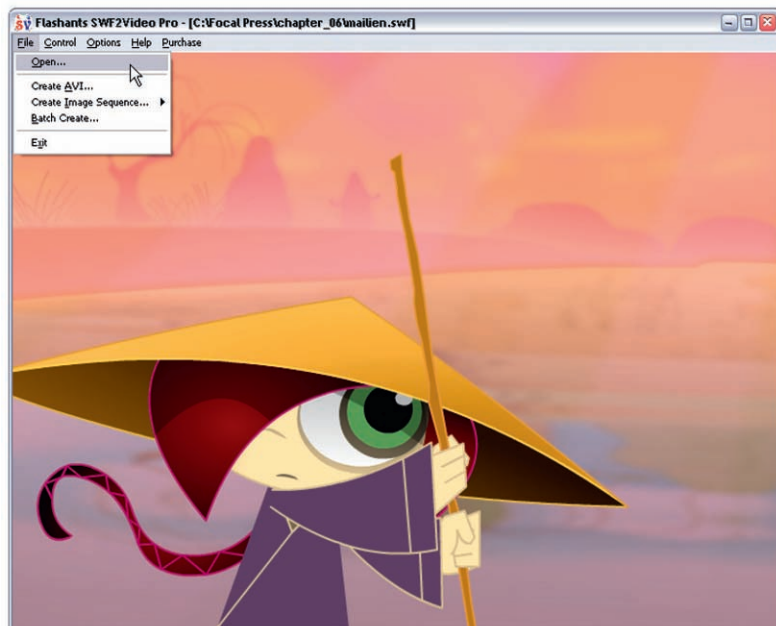 Flashants SWF2Video Pro - [C:\Focal Press\chapter_06\mailien.swf]
File Control Options Help Purchase
Open...
Create AVI...
Create Image Sequence...
Batch Create...
Exit